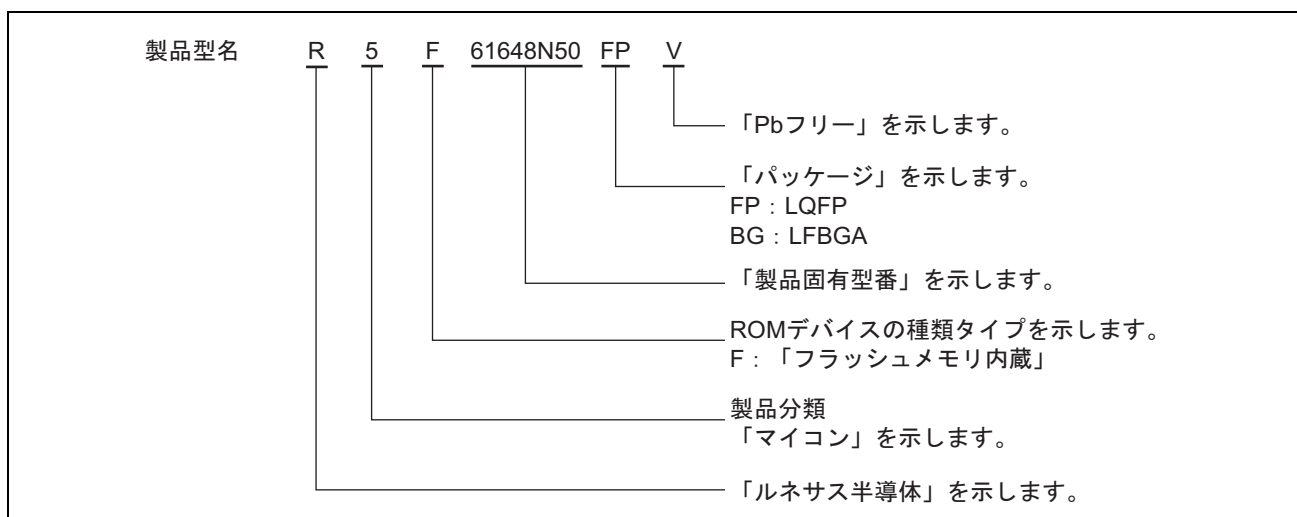 製品型名 R 5 F 61648N50 FP V
「Pbフリー」を示します。
「パッケージ」を示します。
FP：LQFP
BG：LFBGA
「製品固有型番」を示します。
ROMデバイスの種類タイプを示します。
F：「フラッシュメモリ内蔵」
製品分類
「マイコン」を示します。
「ルネサス半導体」を示します。